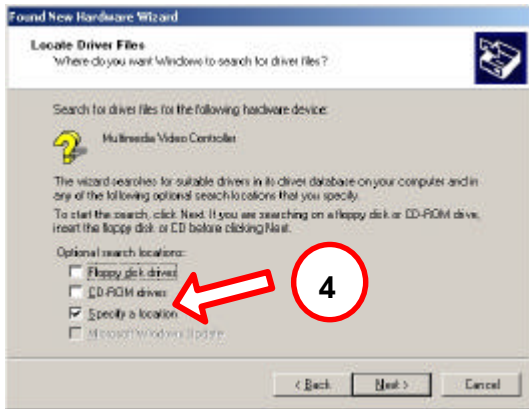 Found New Hardware Wizard
Locate Driver Files
Where do you want Windows to search for driver files?
Search for driver files for the following hardware device:
Multimedia Video Controller
The wizard searches for suitable drivers in its driver database on your computer and in
any of the following optional search locations that you specify.
To start the search, click Next. If you are searching on a floppy disk or CD-ROM drive,
insert the floppy disk or CD before clicking Next.
Optional search locations:
Floppy disk drives
CD-ROM drives
Specify a location
Microsoft Windows Update
4
< Back
Next >
Cancel